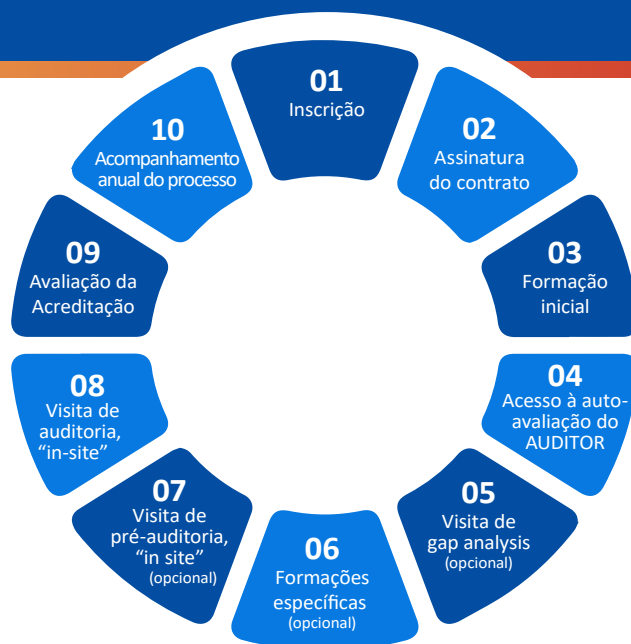 01
Inscrição
02
Assinatura
do contrato
03
Formação
inicial
04
Acesso à auto-
avaliação do
AUDITOR
05
Visita de
gap analysis
(opcional)
06
Formações
específicas
(opcional)
07
Visita de
pré-auditoria,
“in site”
(opcional)
08
Visita de
auditoria,
“in-site”
09
Avaliação da
Acreditação
10
Acompanhamento
anual do processo